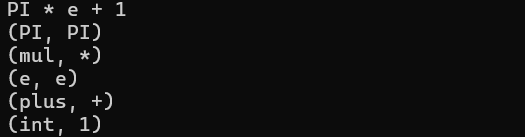 PI * e + 1
(PI, PI)
(mul, *)
(e, e)
(plus, +)
(int, 1)